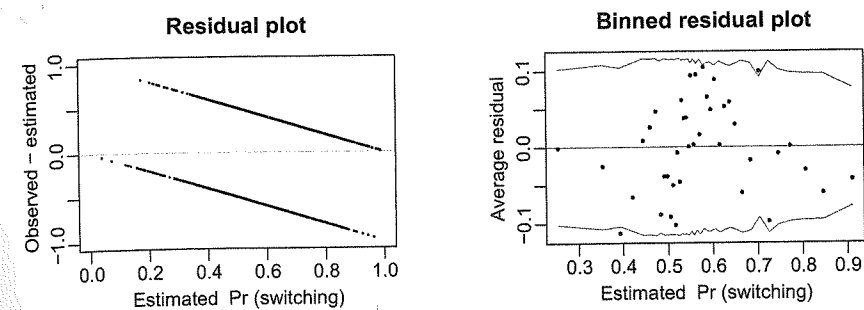 Residual plot
Observed – estimated
1.0
0.0
−1.0
0.0 0.2 0.4 0.6 0.8 1.0
Estimated Pr (switching)
Binned residual plot
Average residual
0.1
0.0
−0.1
0.3 0.4 0.5 0.6 0.7 0.8 0.9
Estimated Pr (switching)